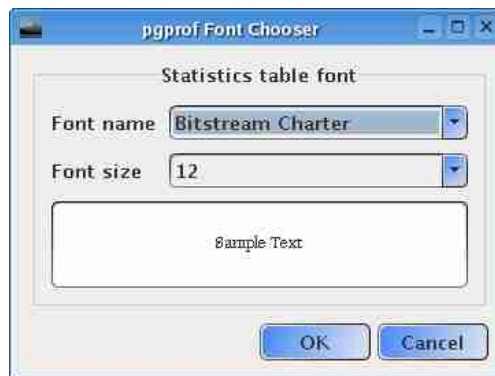 pgprof Font Chooser
Statistics table font
Font name Bitstream Charter
Font size 12
Sample Text
OK Cancel